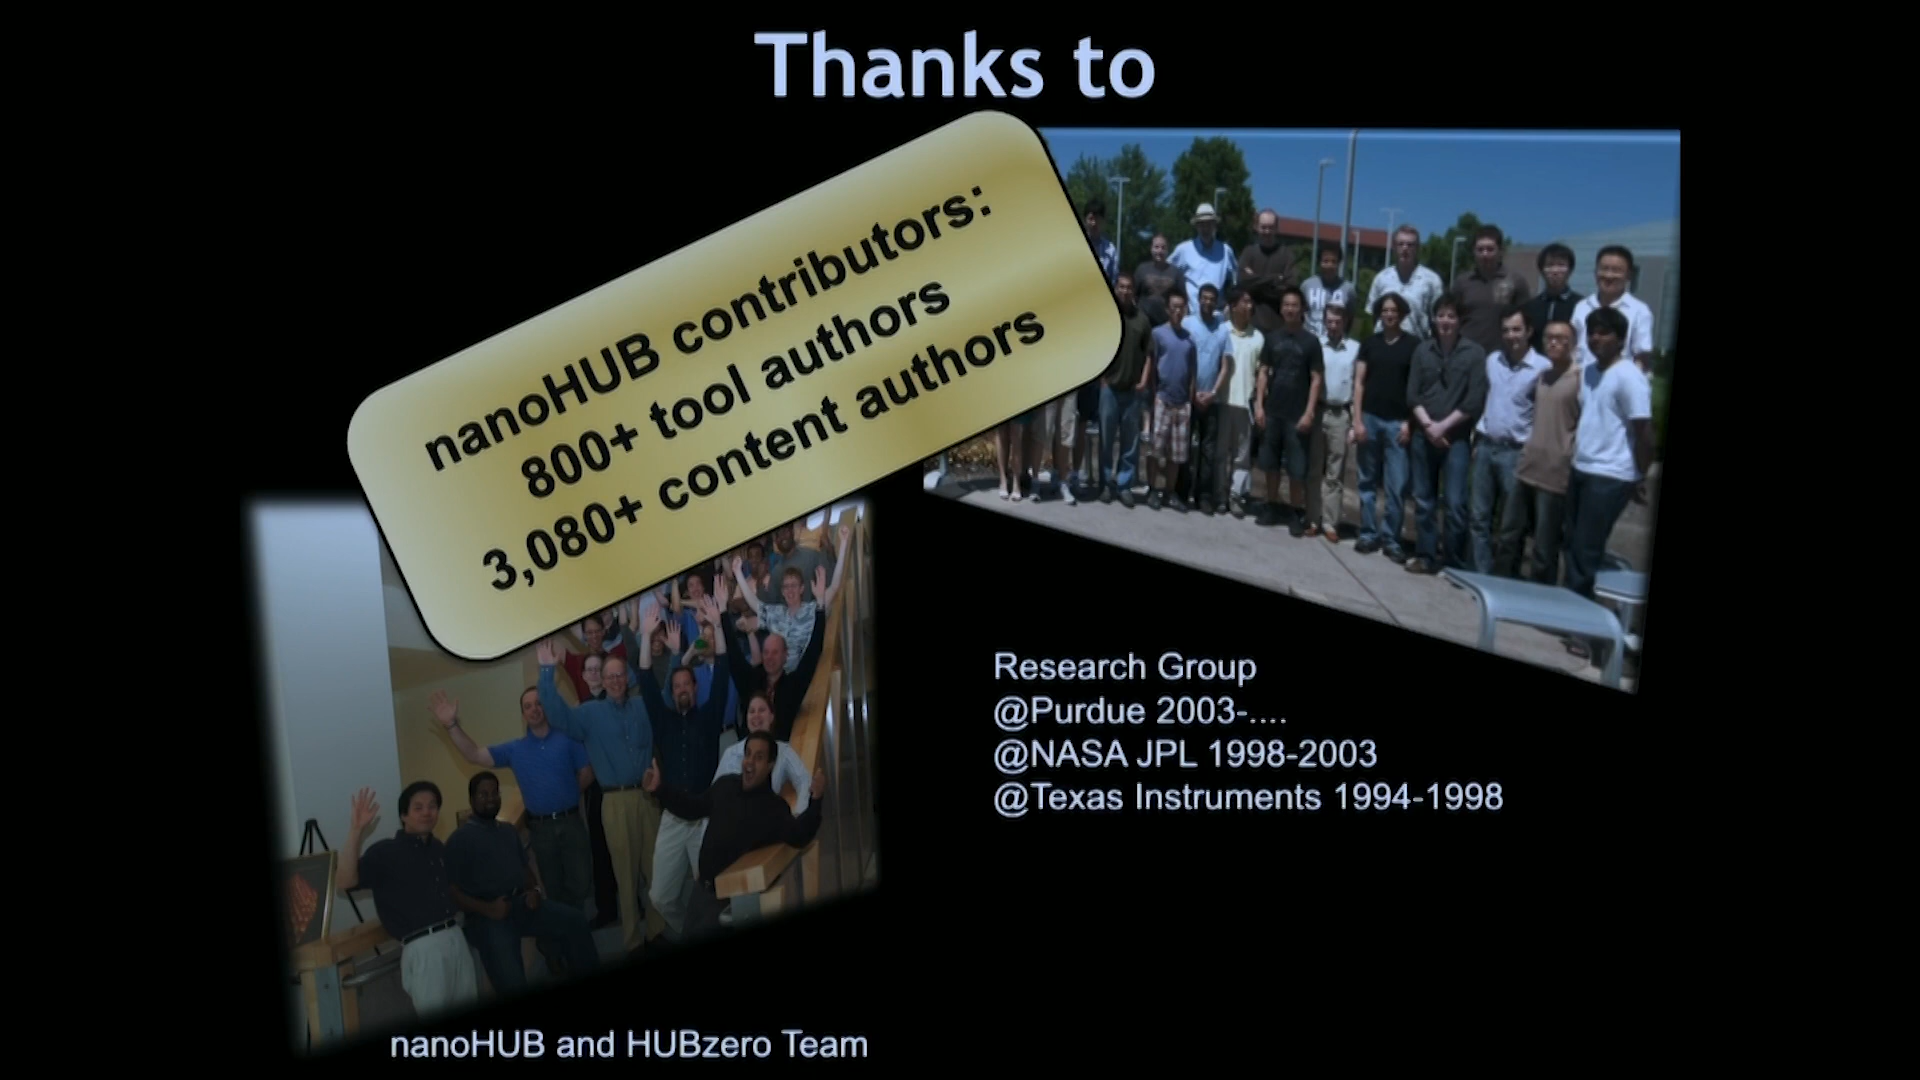 Thanks to
nanoHUB contributors:
800+ tool authors
3,080+ content authors
Research Group
@Purdue 2003-....
@NASA JPL 1998-2003
@Texas Instruments 1994-1998
nanoHUB and HUBzero Team